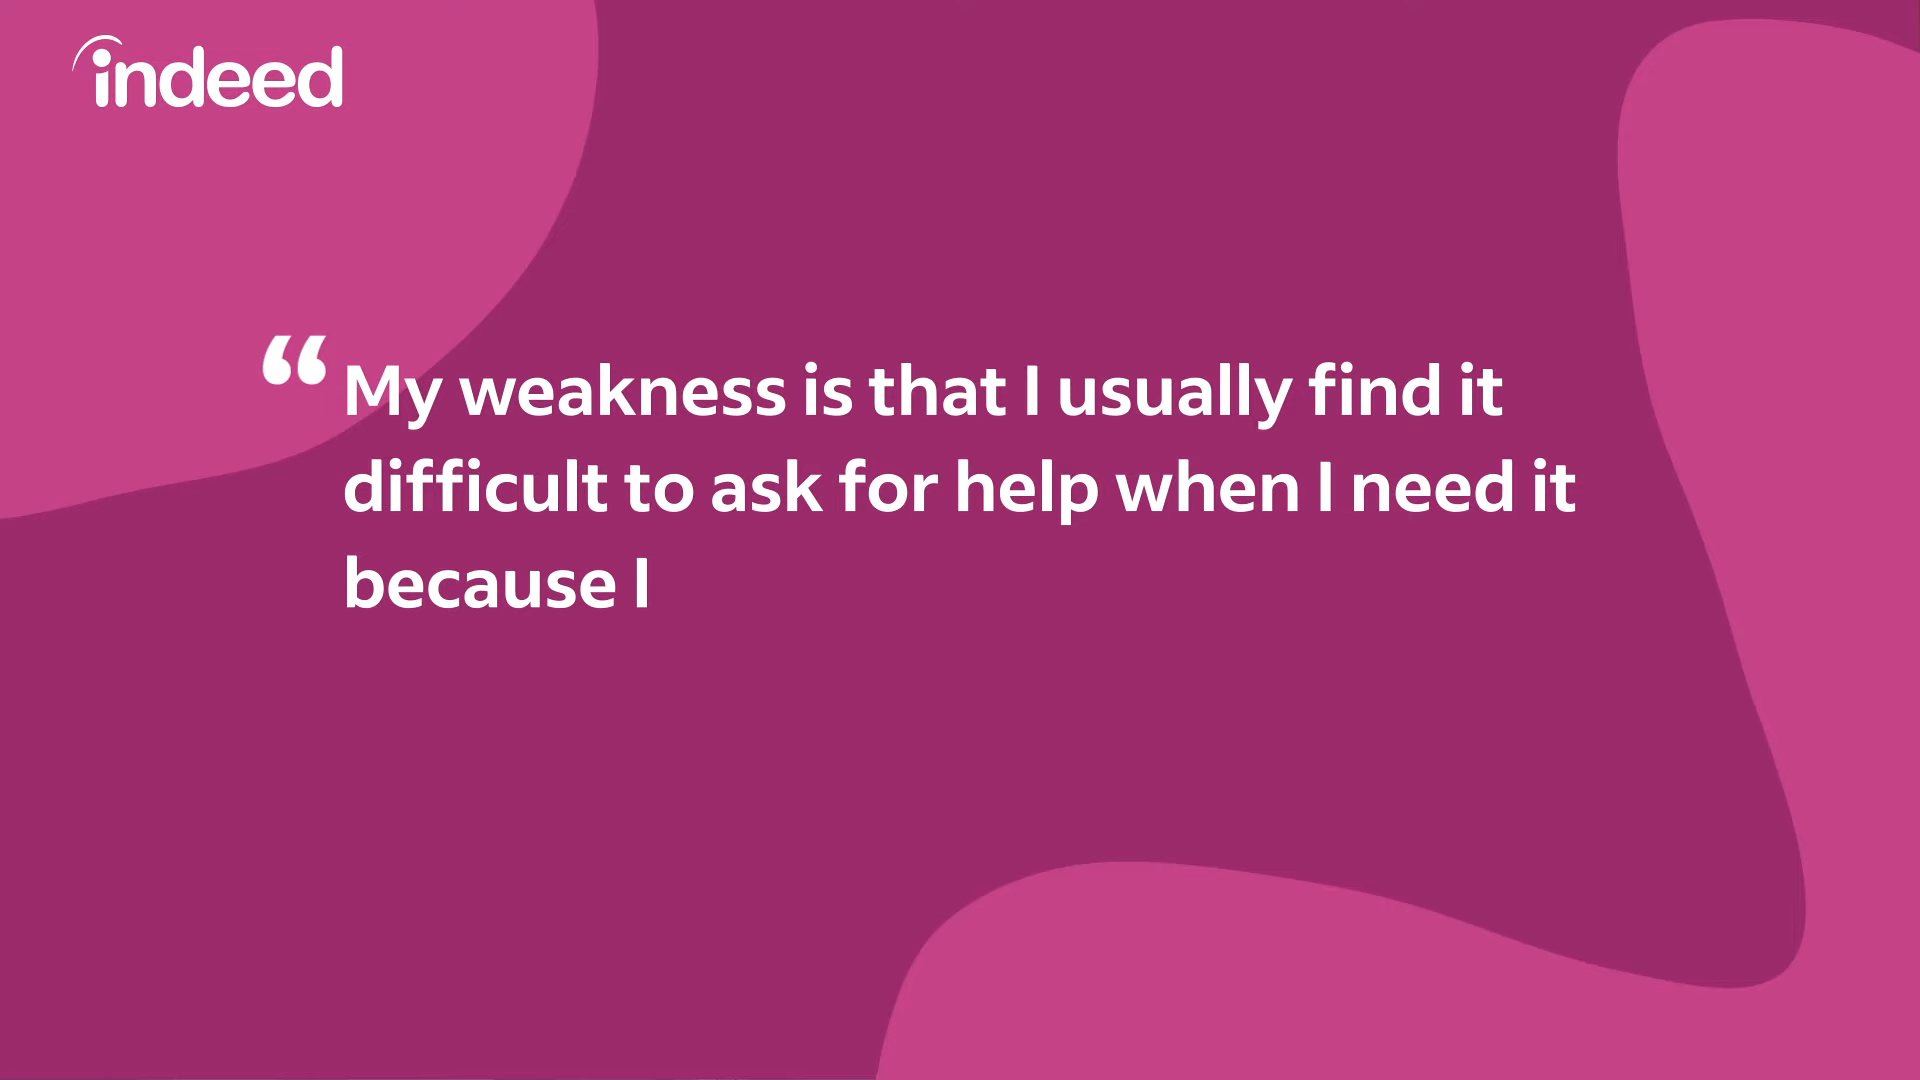 indeed
“My weakness is that I usually find it
difficult to ask for help when I need it
because I